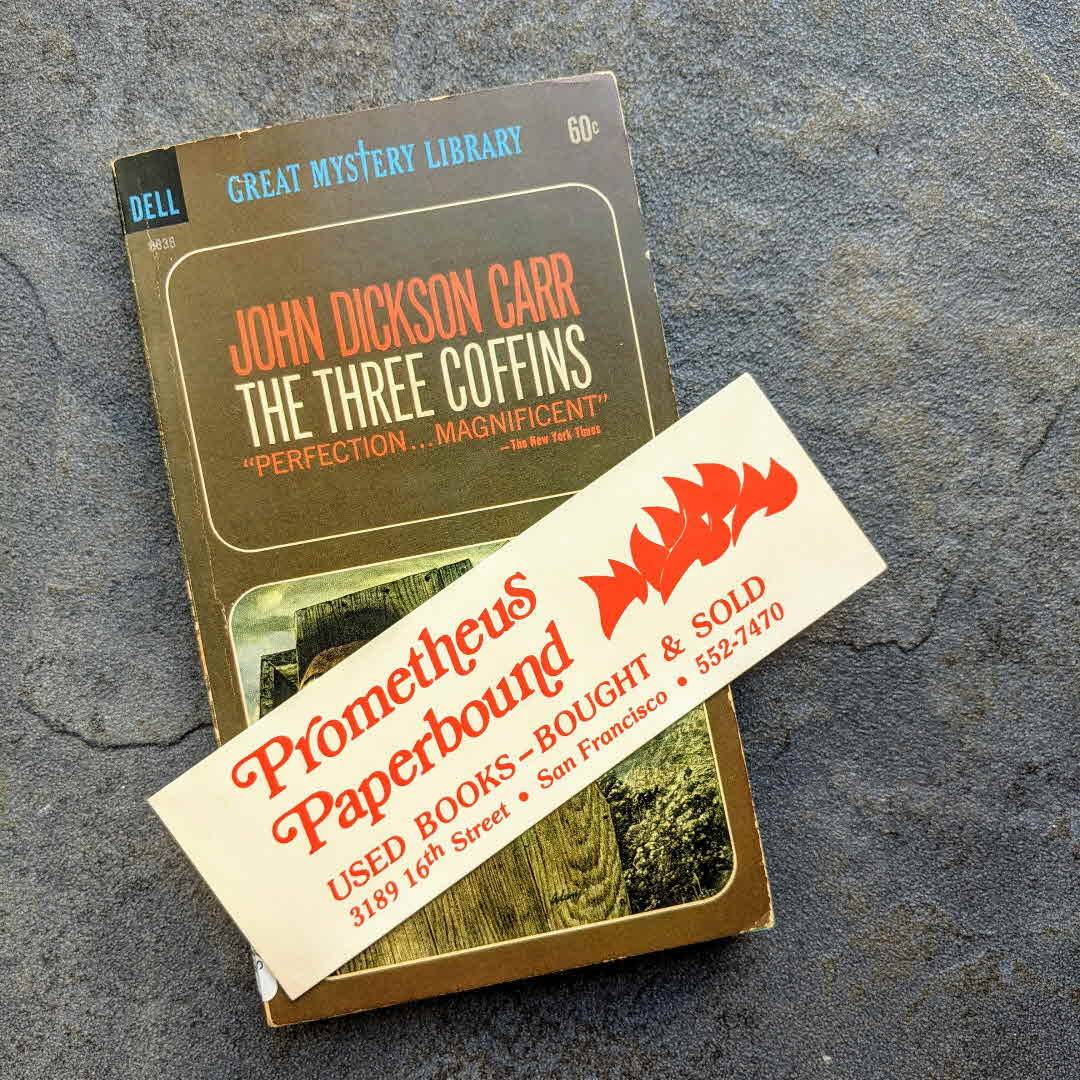 GREAT MYSTERY LIBRARY
60c
DELL
JOHN DICKSON CARR
THE THREE COFFINS
“PERFECTION...MAGNIFICENT”
—The New York Times
Prometheus
Paperbound
USED BOOKS–BOUGHT & SOLD
3189 16th Street • San Francisco • 552-7470